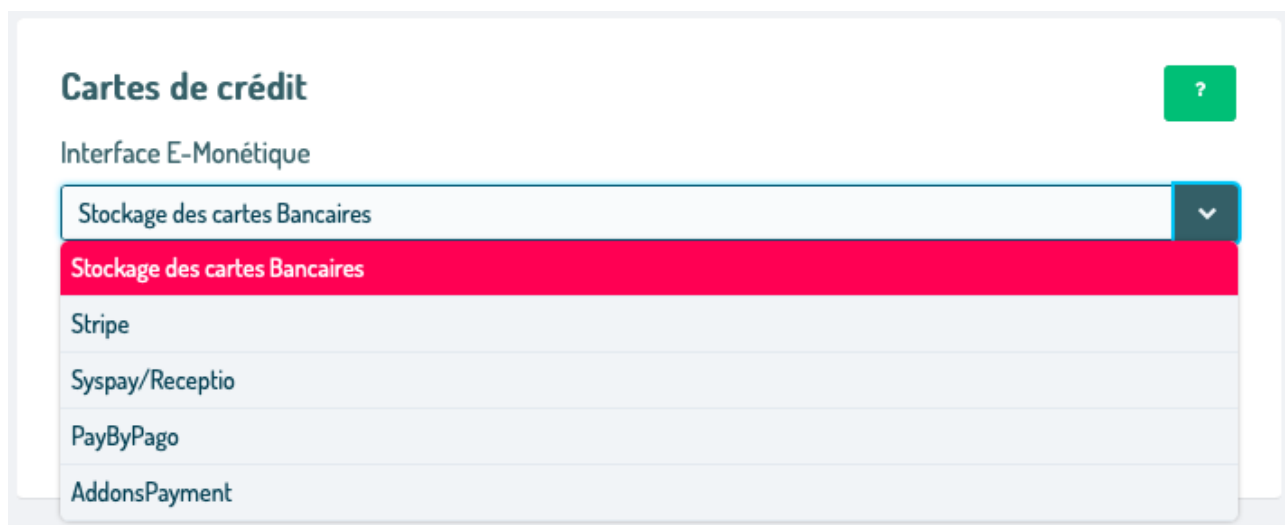 Cartes de crédit
?
Interface E-Monétique
Stockage des cartes Bancaires
Stockage des cartes Bancaires
Stripe
Syspay/Receptio
PayByPago
AddonsPayment